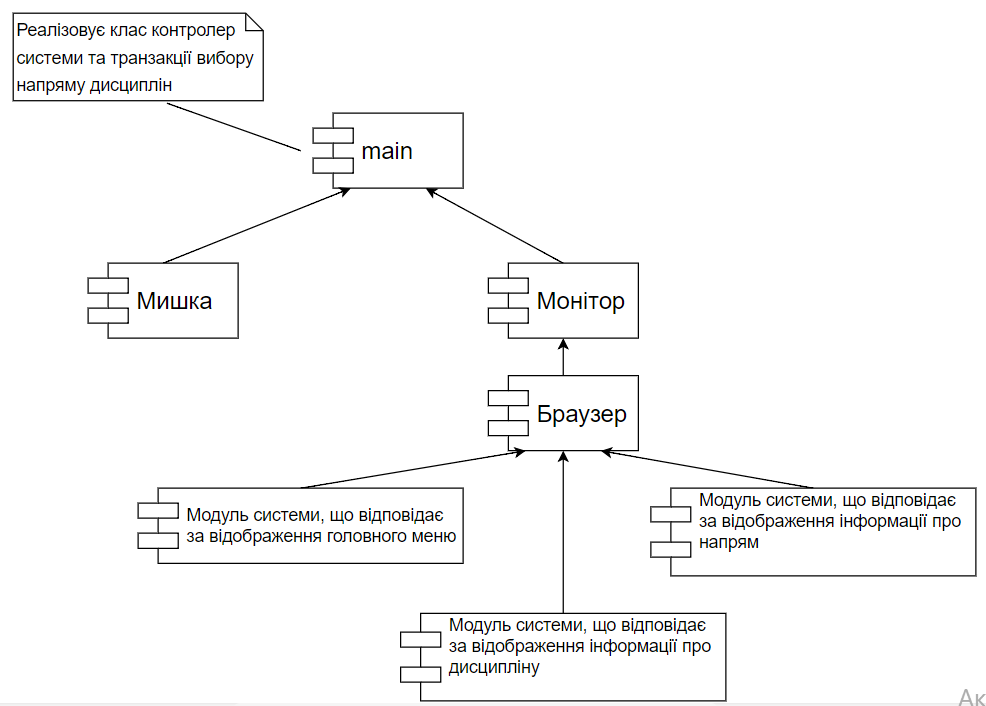 Реалізовує клас контролер
системи та транзакції вибору
напряму дисциплін
main
Мишка
Монітор
Браузер
Модуль системи, що відповідає
за відображення головного меню
Модуль системи, що відповідає
за відображення інформації про
напрям
Модуль системи, що відповідає
за відображення інформації про
дисципліну
Ак